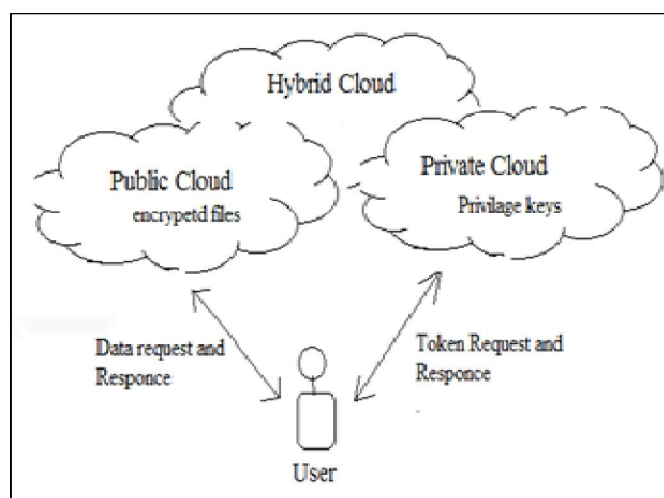 Hybrid Cloud
Public Cloud
encrypetd files
Private Cloud
Privilage keys
Data request and
Responce
Token Request and
Responce
User